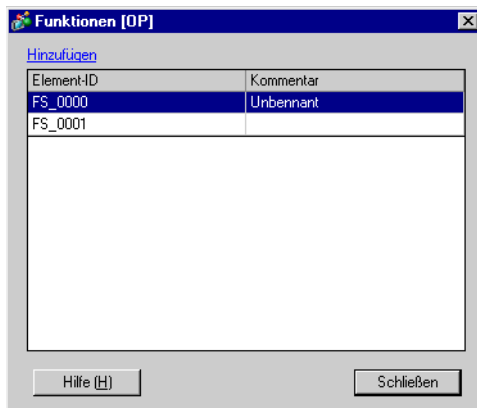 Funktionen [OP]
Hinzufügen
Element-ID Kommentar
FS_0000 Unbennant
FS_0001
Hilfe (H) Schließen